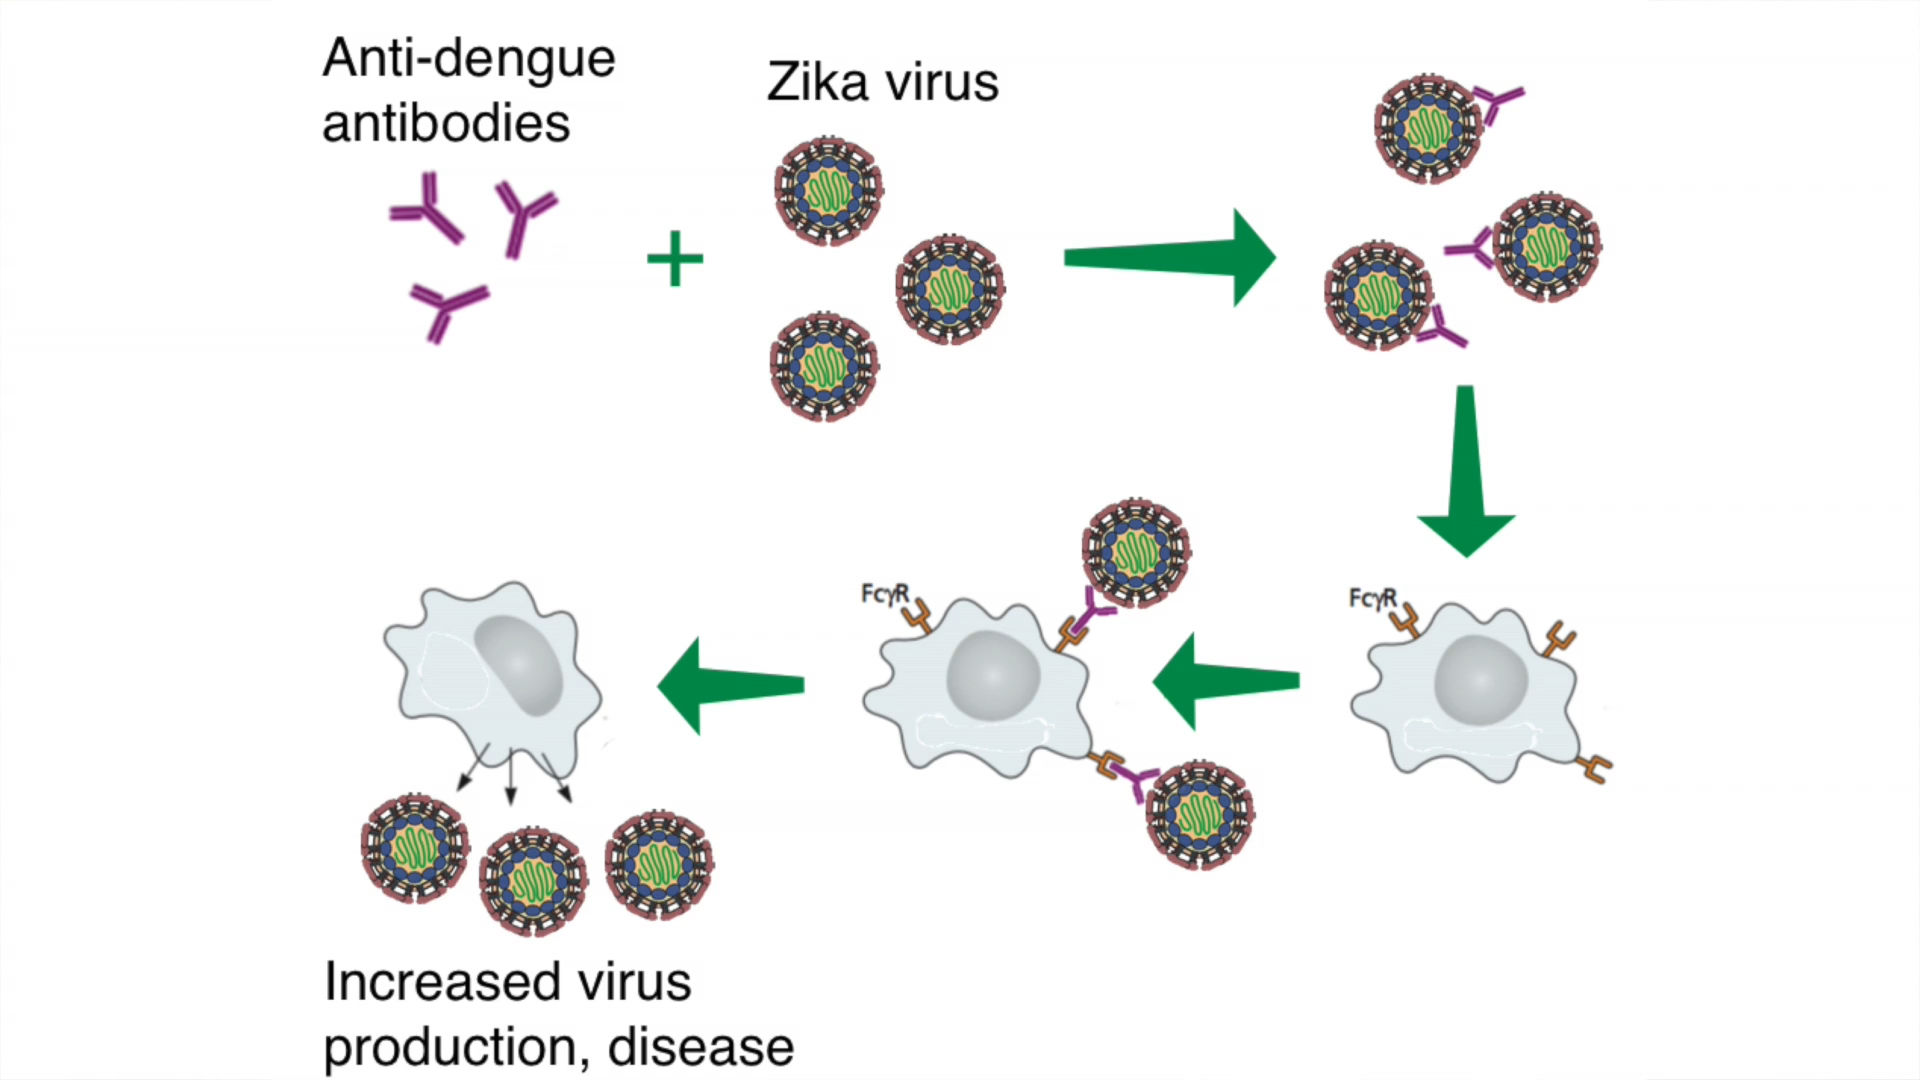 Anti-dengue
antibodies
Zika virus
FcγR
FcγR
Increased virus
production, disease